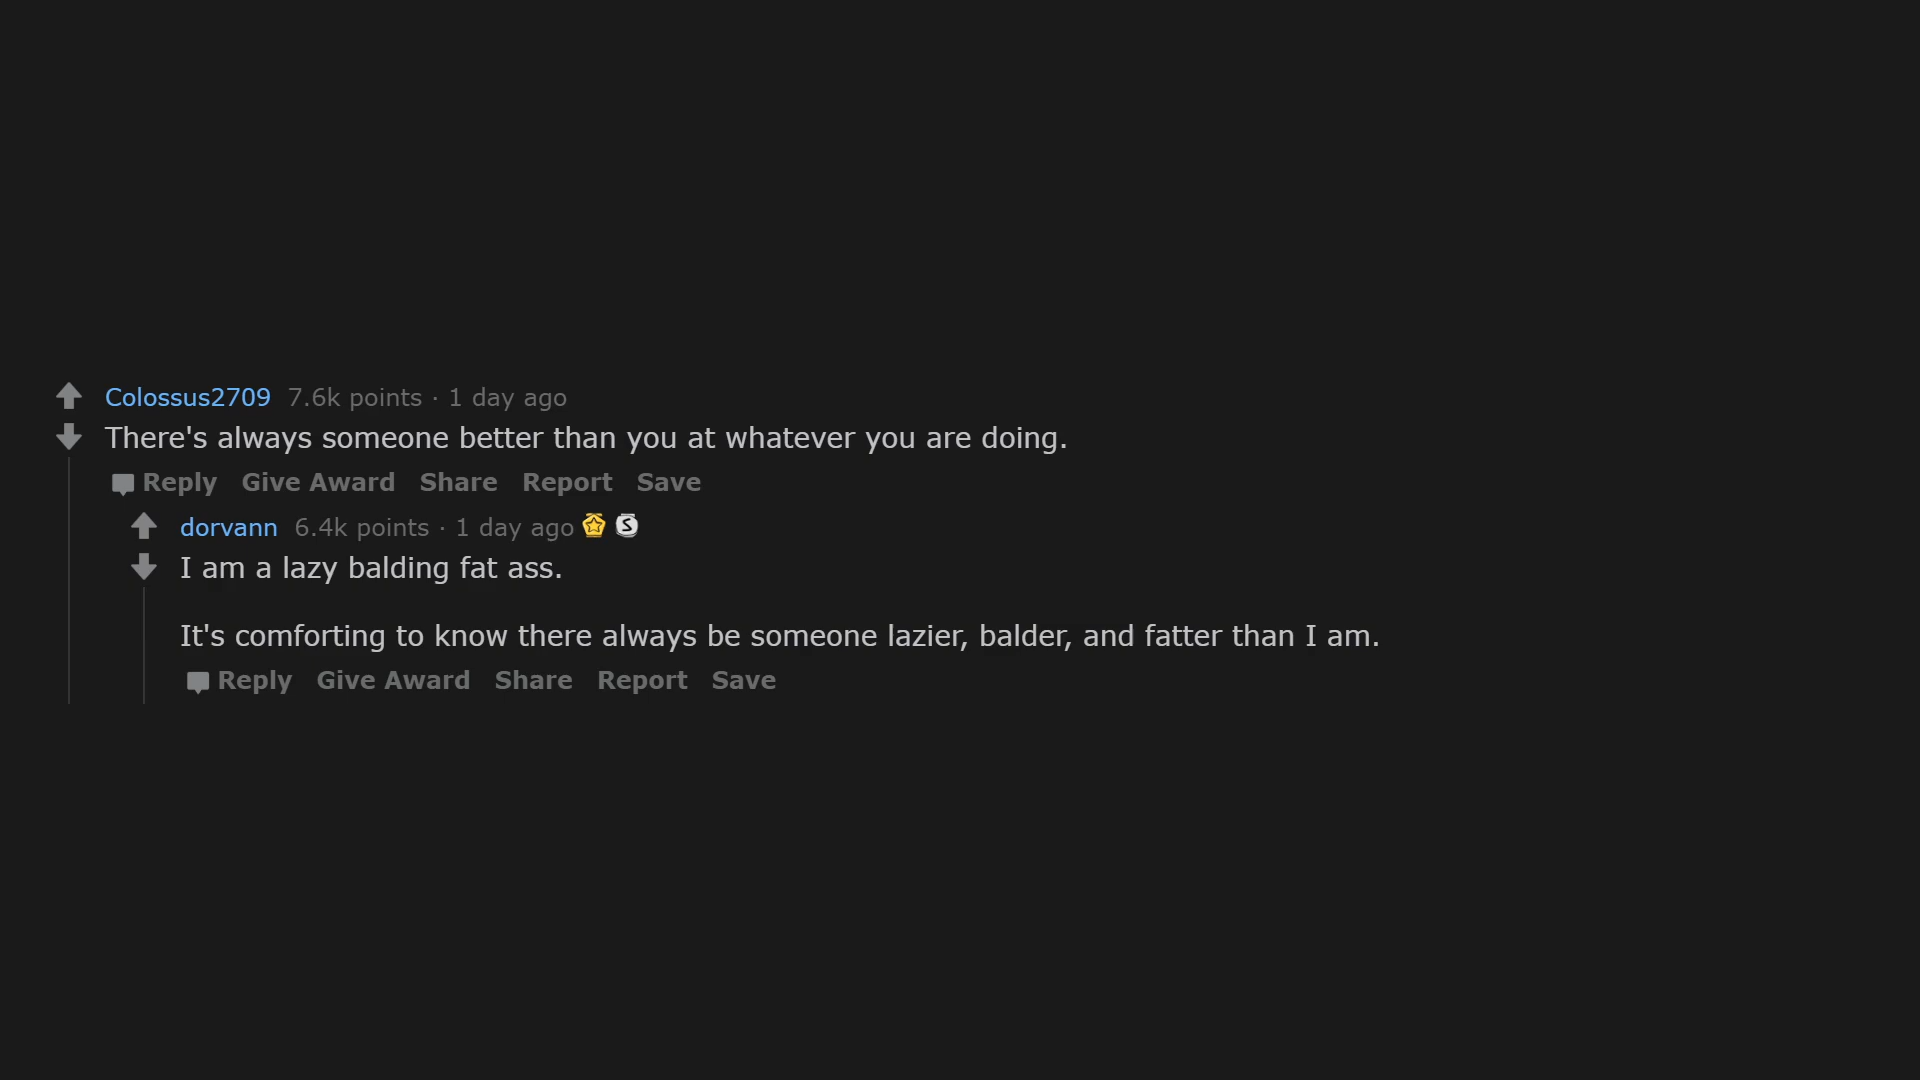 Colossus2709 7.6k points · 1 day ago
There's always someone better than you at whatever you are doing.
Reply Give Award Share Report Save
dorvann 6.4k points · 1 day ago S
I am a lazy balding fat ass.
It's comforting to know there always be someone lazier, balder, and fatter than I am.
Reply Give Award Share Report Save